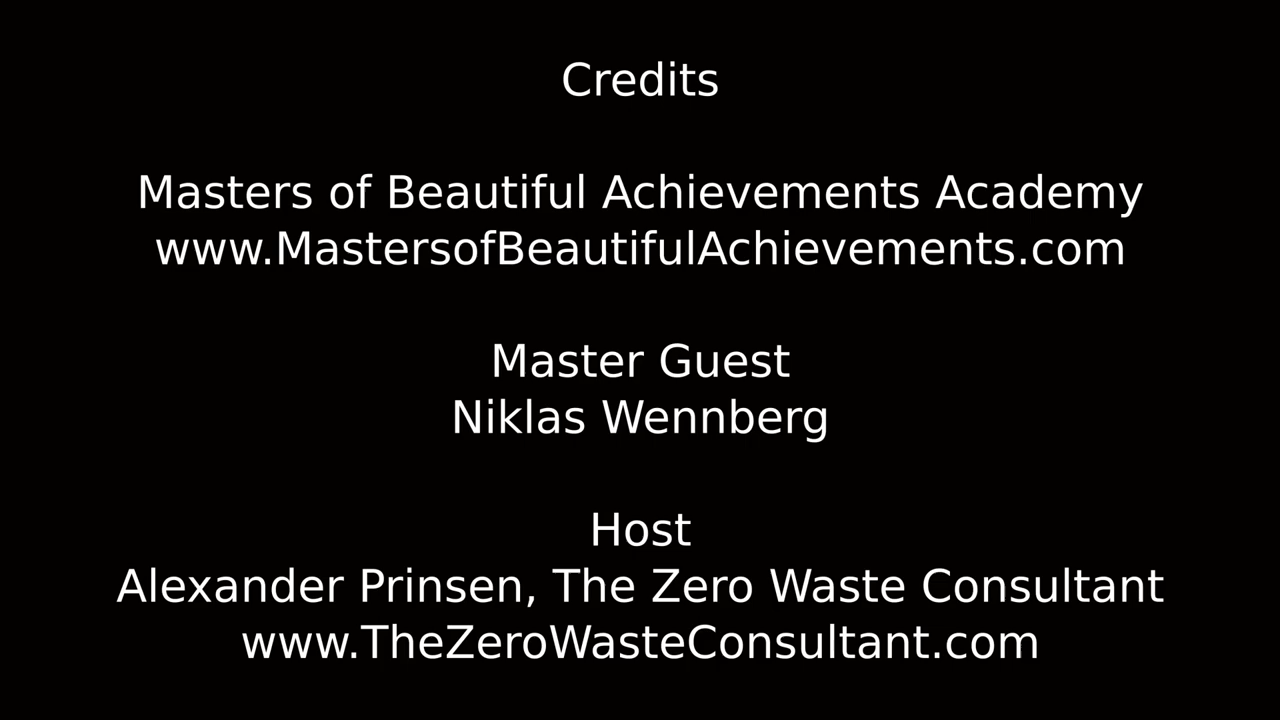 Credits
Masters of Beautiful Achievements Academy
www.MastersofBeautifulAchievements.com
Master Guest
Niklas Wennberg
Host
Alexander Prinsen, The Zero Waste Consultant
www.TheZeroWasteConsultant.com